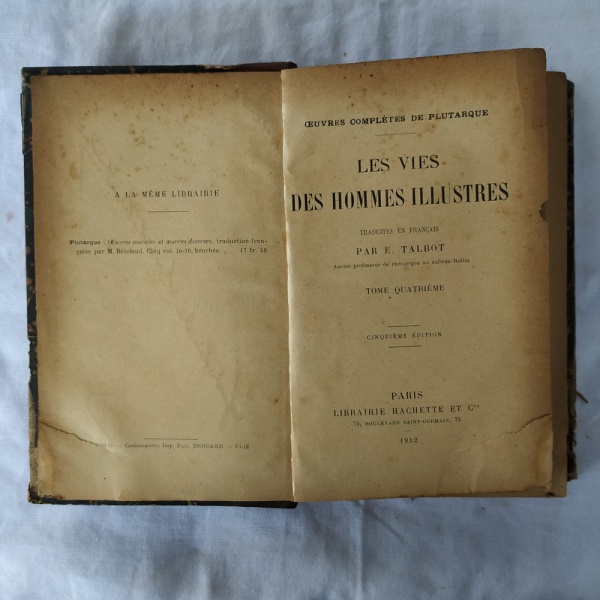 A LA MÊME LIBRAIRIE
Plutarque : Œuvres morales et œuvres diverses, traduction fran-
çaise par M. Bétolaud. Cinq vol. in-16, brochés. . 17 fr. 50
Coulommiers. Imp. Paul BRODARD. — P1-12
ŒUVRES COMPLÈTES DE PLUTARQUE
LES VIES
DES HOMMES ILLUSTRES
TRADUITES EN FRANÇAIS
PAR E. TALBOT
Ancien professeur de rhétorique au collège Rollin
TOME QUATRIÈME
CINQUIÈME ÉDITION
PARIS
LIBRAIRIE HACHETTE ET Cie
79, BOULEVARD SAINT-GERMAIN, 79
1912